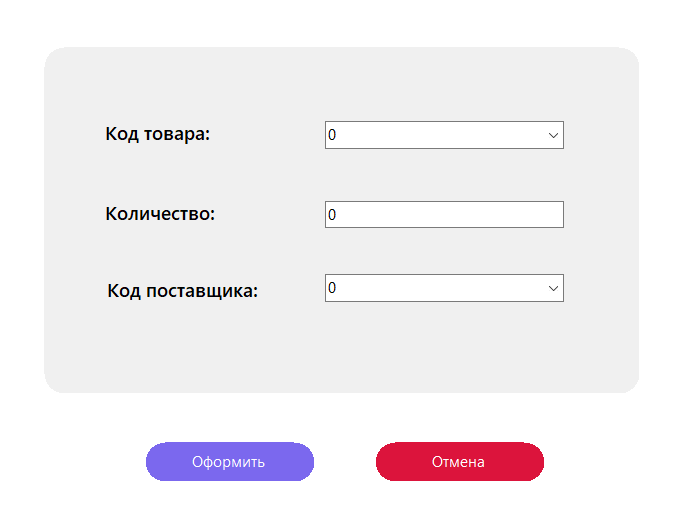 Код товара:
0
Количество:
0
Код поставщика:
0
Оформить
Отмена